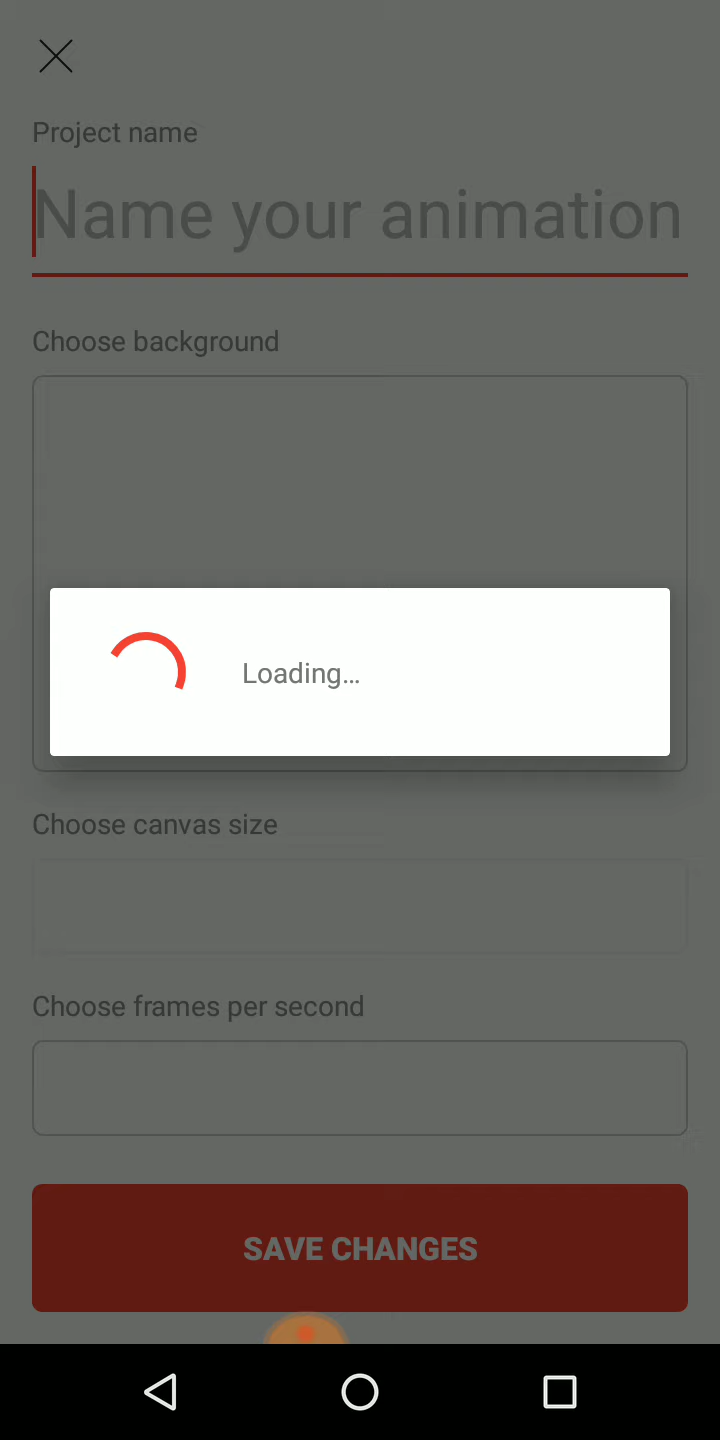 Project name
Name your animation
Choose background
Loading...
Choose canvas size
Choose frames per second
SAVE CHANGES